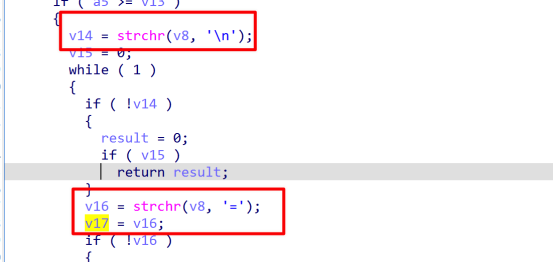 if ( a5 >= v13 )
{
v14 = strchr(v8, '\n');
v15 = 0;
while ( 1 )
{
if ( !v14 )
{
result = 0;
if ( v15 )
return result;
}
v16 = strchr(v8, '=');
v17 = v16;
if ( !v16 )
{